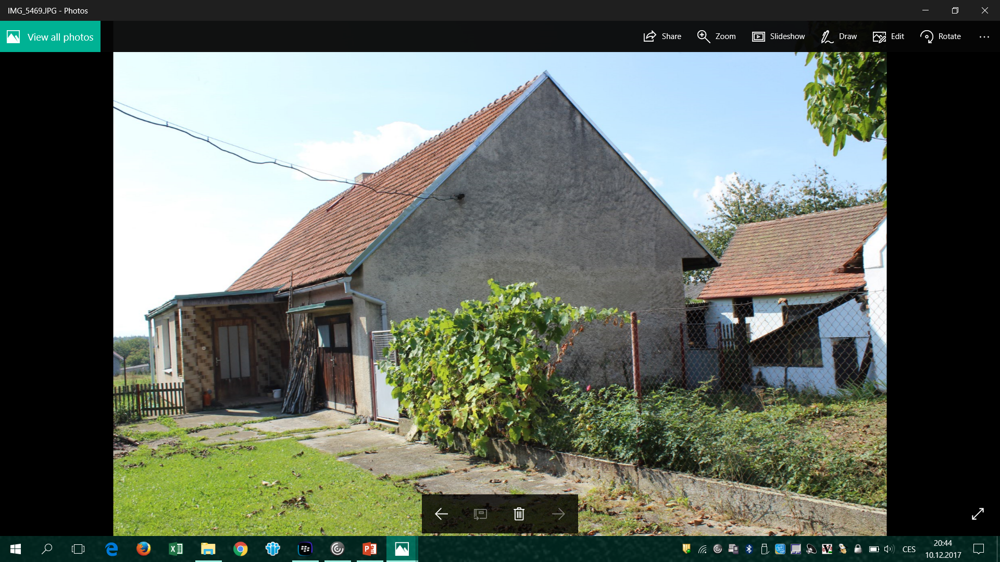 IMG_5469.JPG - Photos
View all photos
Share
Zoom
Slideshow
Draw
Edit
Rotate
CES
20:44
10.12.2017